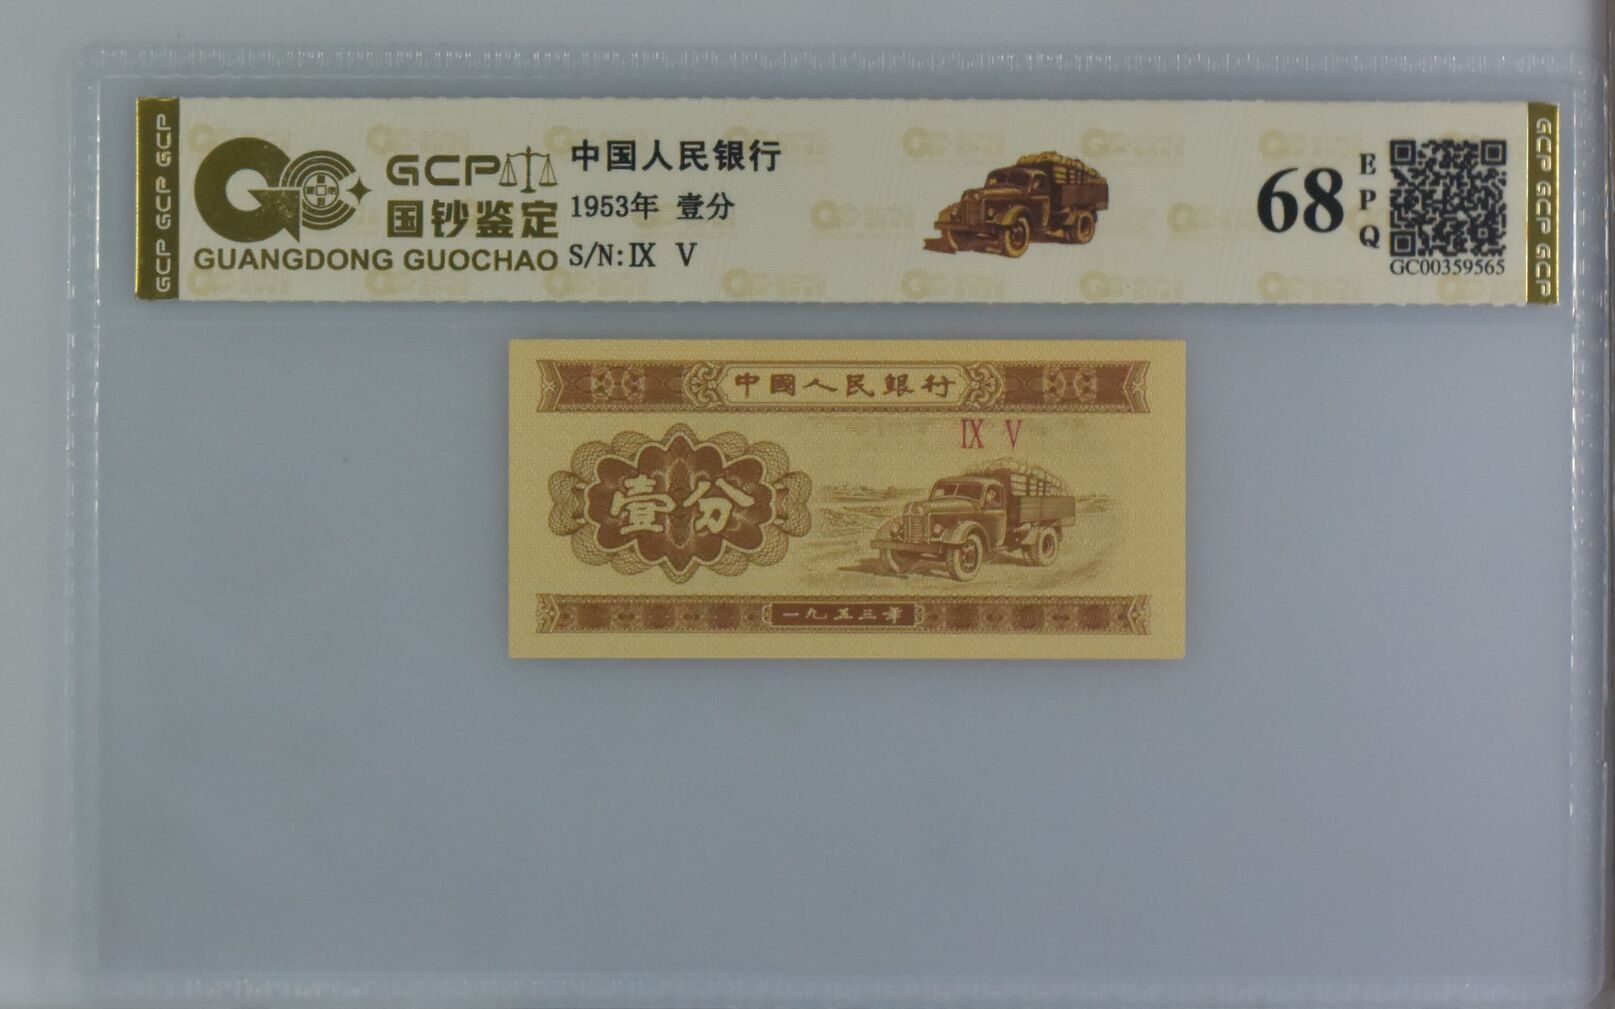 GCP GCP GCP
GCP
国钞鉴定
GUANGDONG GUOCHAO
中国人民银行
1953年 壹分
S/N:Ⅸ Ⅴ
68
EPQ
GC00359565
GCP GCP GCP
中國人民銀行
Ⅸ Ⅴ
壹分
一九五三年